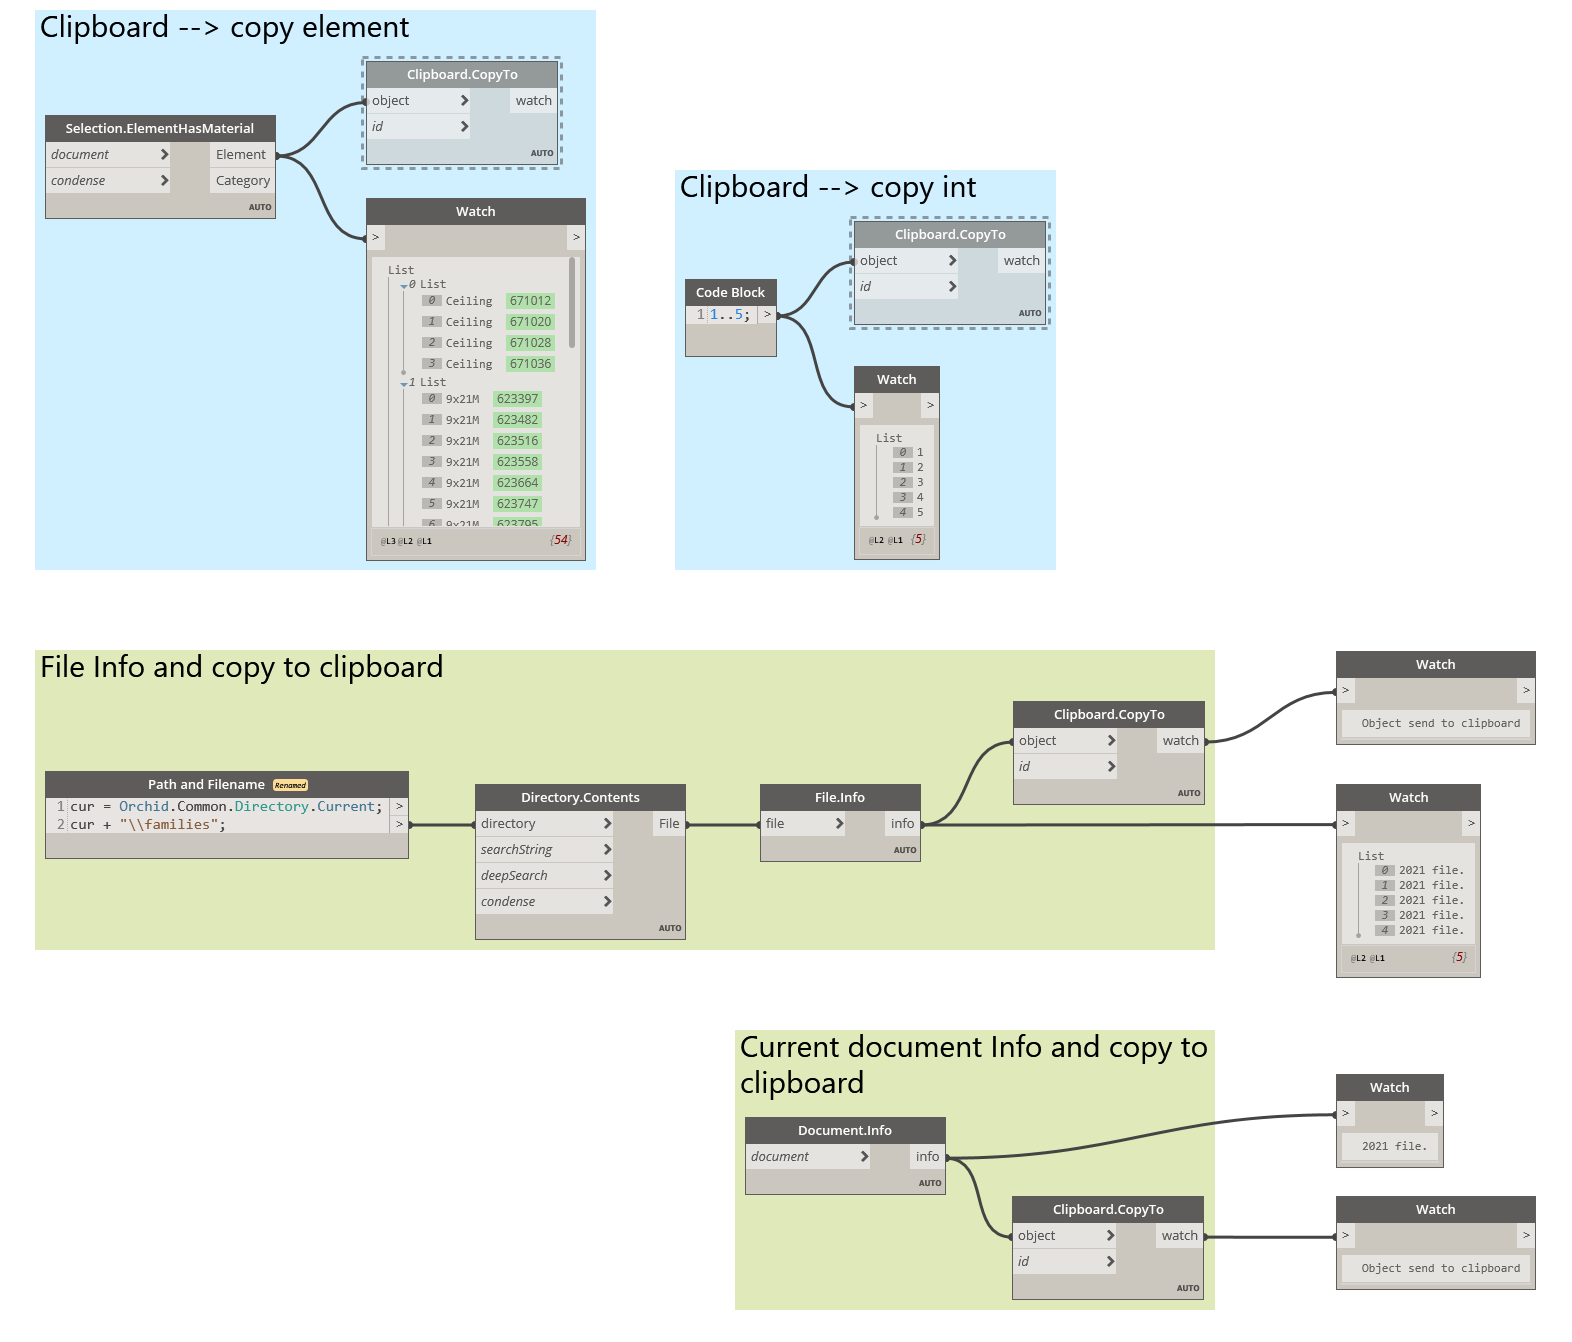 Clipboard --> copy element
Clipboard.CopyTo
object > watch
id >
AUTO
Selection.ElementHasMaterial
document > Element
condense > Category
AUTO
Watch
> >
List
0 List
0 Ceiling 671012
1 Ceiling 671020
2 Ceiling 671028
3 Ceiling 671036
1 List
0 9x21M 623397
1 9x21M 623482
2 9x21M 623516
3 9x21M 623558
4 9x21M 623664
5 9x21M 623747
6 9x21M 623795
@L3 @L2 @L1 {54}
Clipboard --> copy int
Clipboard.CopyTo
object > watch
id >
AUTO
Code Block
1 1..5; >
Watch
> >
List
0 1
1 2
2 3
3 4
4 5
@L2 @L1 {5}
File Info and copy to clipboard
Path and Filename Renamed
1 cur = Orchid.Common.Directory.Current; >
2 cur + "\\families"; >
Directory.Contents
directory > File
searchString >
deepSearch >
condense >
AUTO
File.Info
file > info
AUTO
Clipboard.CopyTo
object > watch
id >
AUTO
Watch
> >
Object send to clipboard
Watch
> >
List
0 2021 file.
1 2021 file.
2 2021 file.
3 2021 file.
4 2021 file.
@L2 @L1 {5}
Current document Info and copy to
clipboard
Document.Info
document > info
AUTO
Clipboard.CopyTo
object > watch
id >
AUTO
Watch
> >
2021 file.
Watch
> >
Object send to clipboard